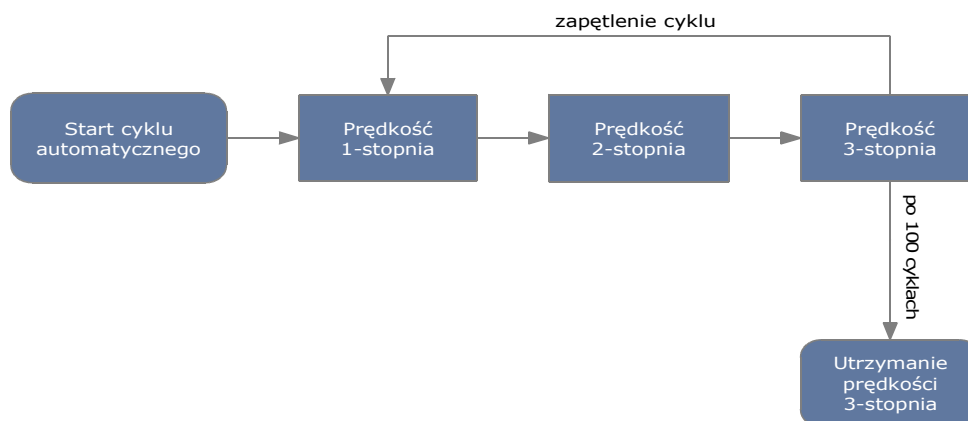 zapętlenie cyklu
Start cyklu
automatycznego
Prędkość
1-stopnia
Prędkość
2-stopnia
Prędkość
3-stopnia
po 100 cyklach
Utrzymanie
prędkości
3-stopnia